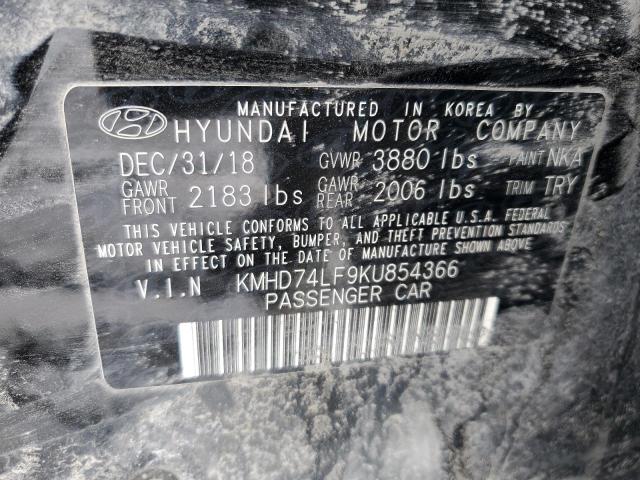 MANUFACTURED IN KOREA BY
HYUNDAI MOTOR COMPANY
DEC/31/18 GVWR 3880 lbs PAINT NKA
GAWR FRONT 2183 lbs GAWR REAR 2006 lbs TRIM TRY
THIS VEHICLE CONFORMS TO ALL APPLICABLE U.S.A. FEDERAL
MOTOR VEHICLE SAFETY, BUMPER, AND THEFT PREVENTION STANDARDS
IN EFFECT ON THE DATE OF MANUFACTURE SHOWN ABOVE.
V.I.N KMHD74LF9KU854366
PASSENGER CAR